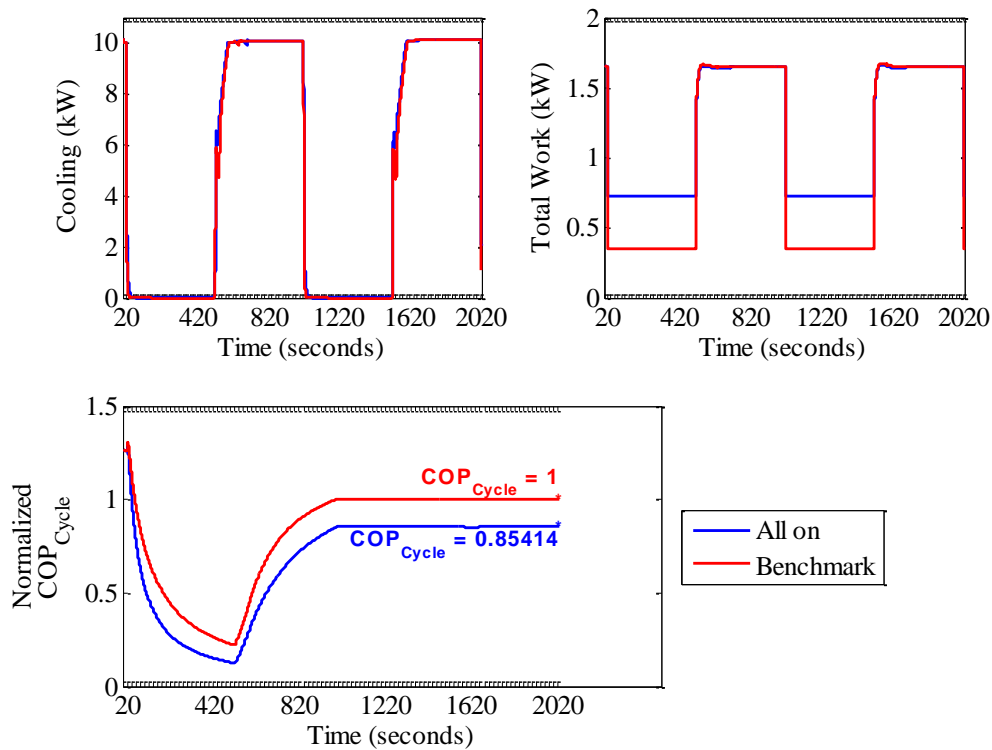 Cooling (kW)
10
8
6
4
2
0
20 420 820 1220 1620 2020
Time (seconds)
Total Work (kW)
2
1.5
1
0.5
0
20 420 820 1220 1620 2020
Time (seconds)
Normalized
COP_Cycle
1.5
1
0.5
0
COP_Cycle = 1
COP_Cycle = 0.85414
20 420 820 1220 1620 2020
Time (seconds)
All on
Benchmark